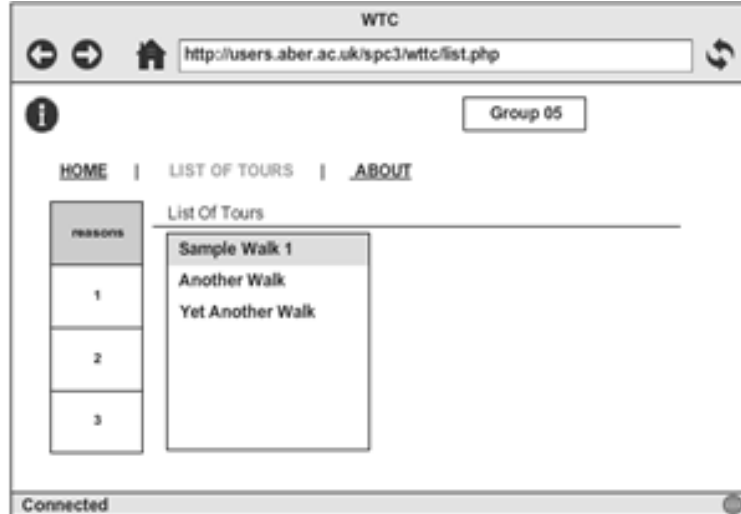 WTC
http://users.aber.ac.uk/spc3/wttc/list.php
i
Group 05
HOME | LIST OF TOURS | ABOUT
List Of Tours
reasons
1
2
3
Sample Walk 1
Another Walk
Yet Another Walk
Connected